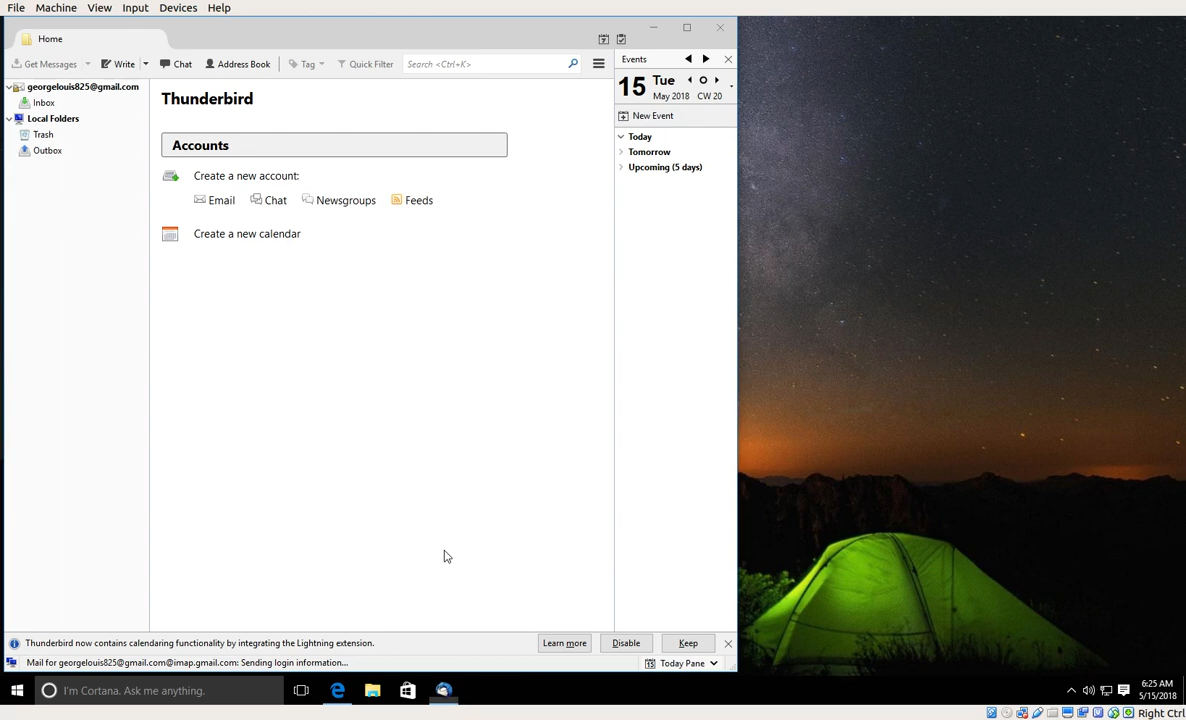 File Machine View Input Devices Help
Home
Get Messages Write Chat Address Book Tag Quick Filter Search <Ctrl+K>
Events
georgelouis825@gmail.com
Inbox
Local Folders
Trash
Outbox
Thunderbird
Accounts
Create a new account:
Email Chat Newsgroups Feeds
Create a new calendar
15 Tue
May 2018 CW 20
New Event
Today
Tomorrow
Upcoming (5 days)
Thunderbird now contains calendaring functionality by integrating the Lightning extension. Learn more Disable Keep
Mail for georgelouis825@gmail.com@imap.gmail.com: Sending login information... 15 Today Pane
I'm Cortana. Ask me anything.
6:25 AM
5/15/2018
Right Ctrl